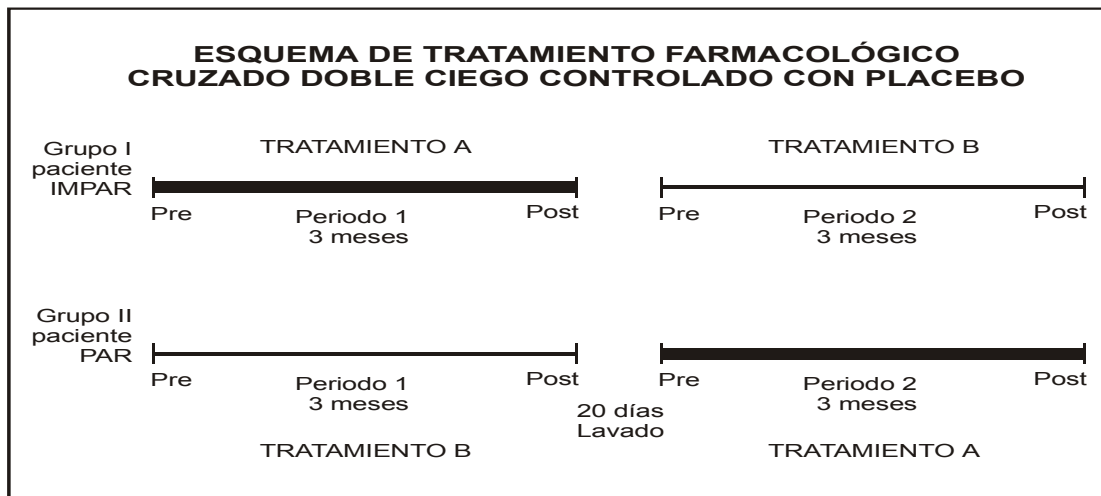 ESQUEMA DE TRATAMIENTO FARMACOLÓGICO
CRUZADO DOBLE CIEGO CONTROLADO CON PLACEBO
Grupo I
paciente
IMPAR
TRATAMIENTO A
TRATAMIENTO B
Pre
Periodo 1
3 meses
Post
Pre
Periodo 2
3 meses
Post
Grupo II
paciente
PAR
Pre
Periodo 1
3 meses
Post
20 días
Lavado
Pre
Periodo 2
3 meses
Post
TRATAMIENTO B
TRATAMIENTO A